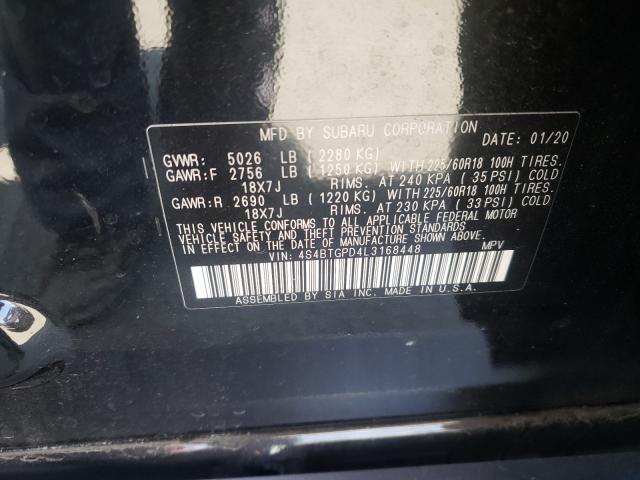 MFD BY SUBARU CORPORATION DATE: 01/20
GVWR: 5026 LB (2280 KG)
GAWR:F 2756 LB (1250 KG) WITH 225/60R18 100H TIRES.
18X7J RIMS. AT 240 KPA (35 PSI) COLD
GAWR:R 2690 LB (1220 KG) WITH 225/60R18 100H TIRES.
18X7J RIMS. AT 230 KPA (33 PSI) COLD
THIS VEHICLE CONFORMS TO ALL APPLICABLE FEDERAL MOTOR
VEHICLE SAFETY AND THEFT PREVENTION STANDARDS IN
EFFECT ON THE DATE OF MANUFACTURE SHOWN ABOVE.
VIN: 4S4BTGPD4L3168448 MPV
ASSEMBLED BY SIA INC. MADE IN U.S.A.